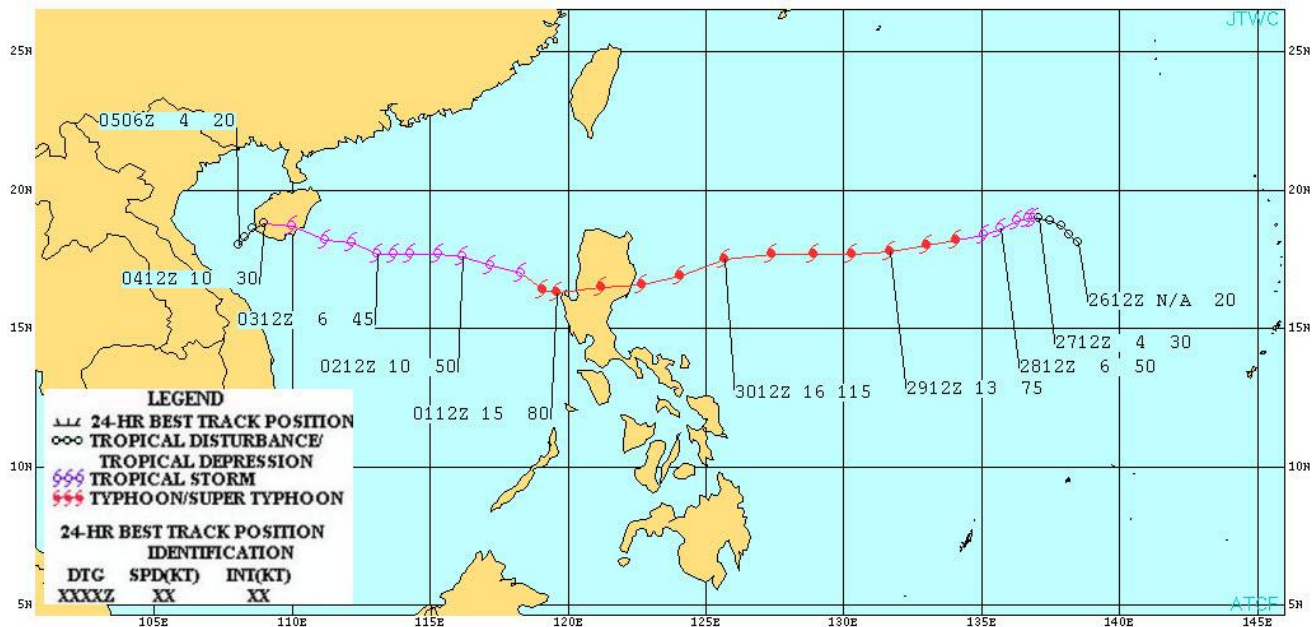 JTWC
25N 25N
0506Z 4 20
20N 20N
0412Z 10 30
0312Z 6 45
0212Z 10 50
0112Z 15 80
3012Z 16 115
2912Z 13 75
2812Z 6 50
2712Z 4 30
2612Z N/A 20
15N 15N
LEGEND
24-HR BEST TRACK POSITION
TROPICAL DISTURBANCE/
TROPICAL DEPRESSION
TROPICAL STORM
TYPHOON/SUPER TYPHOON
24-HR BEST TRACK POSITION
IDENTIFICATION
DTG SPD(KT) INT(KT)
XXXXZ XX XX
10N 10N
5N 5N
ATCF
105E 110E 115E 120E 125E 130E 135E 140E 145E